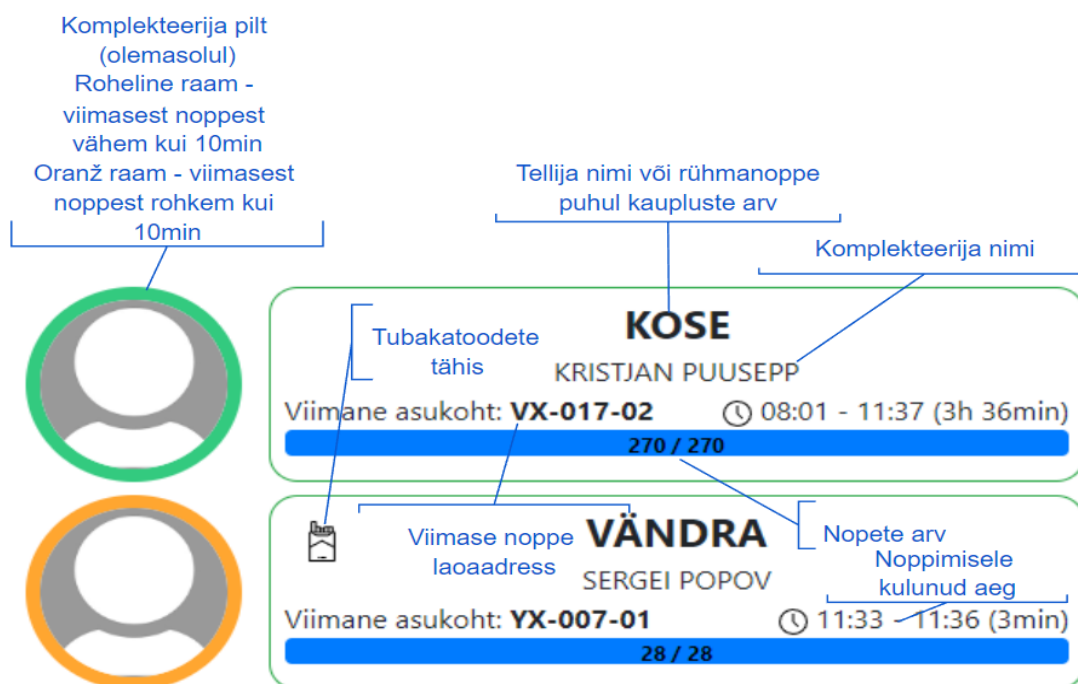 Komplekteerija pilt
(olemasolul)
Roheline raam -
viimasest noppest
vähem kui 10min
Oranž raam - viimasest
noppest rohkem kui
10min
Tellija nimi või rühmanoppe
puhul kaupluste arv
Komplekteerija nimi
Tubakatoodete
tähis
KOSE
KRISTJAN PUUSEPP
Viimane asukoht: VX-017-02 08:01 - 11:37 (3h 36min)
270 / 270
Viimase noppe
laoaadress
Nopete arv
Noppimisele
kulunud aeg
VÄNDRA
SERGEI POPOV
Viimane asukoht: YX-007-01 11:33 - 11:36 (3min)
28 / 28